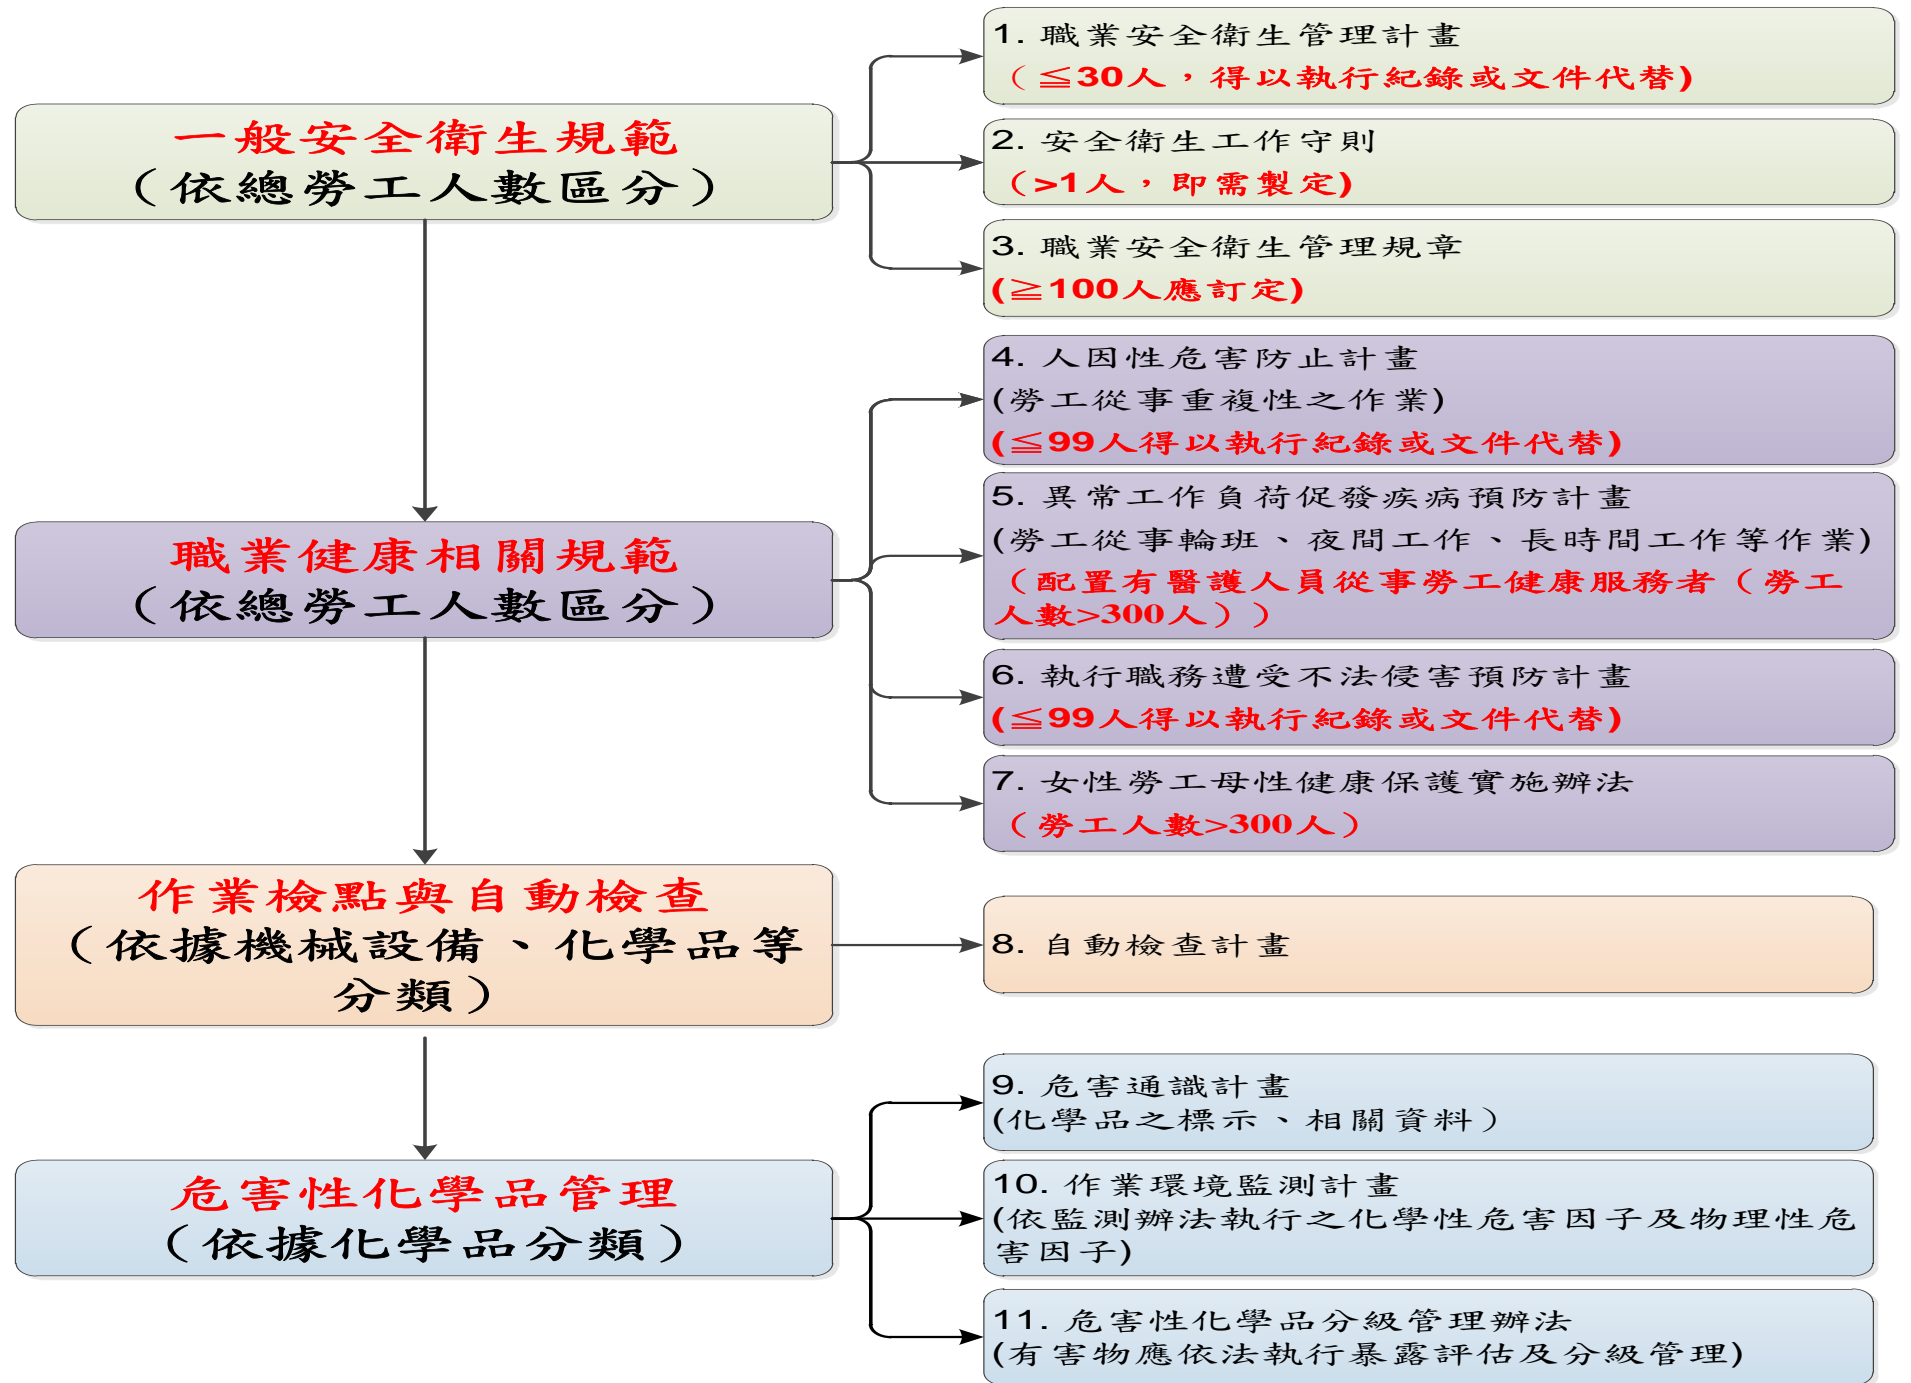 一般安全衛生規範
（依總勞工人數區分）
1. 職業安全衛生管理計畫
（≦30人，得以執行紀錄或文件代替)
2. 安全衛生工作守則
（>1人，即需製定)
3. 職業安全衛生管理規章
(≧100人應訂定)
職業健康相關規範
（依總勞工人數區分）
4. 人因性危害防止計畫
(勞工從事重複性之作業)
(≦99人得以執行紀錄或文件代替)
5. 異常工作負荷促發疾病預防計畫
(勞工從事輪班、夜間工作、長時間工作等作業)
（配置有醫護人員從事勞工健康服務者（勞工
人數>300人））
6. 執行職務遭受不法侵害預防計畫
(≦99人得以執行紀錄或文件代替)
7. 女性勞工母性健康保護實施辦法
（勞工人數>300人）
作業檢點與自動檢查
（依據機械設備、化學品等
分類）
8. 自動檢查計畫
危害性化學品管理
（依據化學品分類）
9. 危害通識計畫
(化學品之標示、相關資料）
10. 作業環境監測計畫
(依監測辦法執行之化學性危害因子及物理性危
害因子)
11. 危害性化學品分級管理辦法
(有害物應依法執行暴露評估及分級管理)